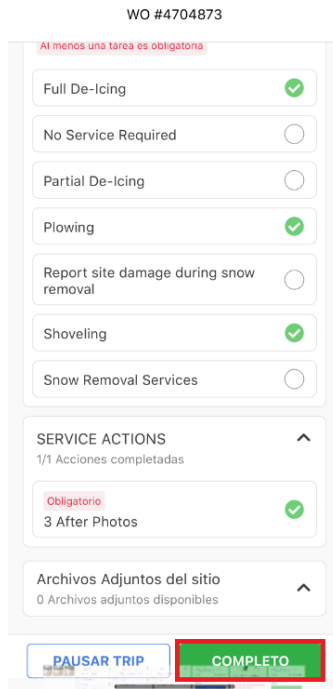 WO #4704873
Al menos una tarea es obligatoria
Full De-Icing
No Service Required
Partial De-Icing
Plowing
Report site damage during snow
removal
Shoveling
Snow Removal Services
SERVICE ACTIONS
1/1 Acciones completadas
Obligatorio
3 After Photos
Archivos Adjuntos del sitio
0 Archivos adjuntos disponibles
PAUSAR TRIP
COMPLETO